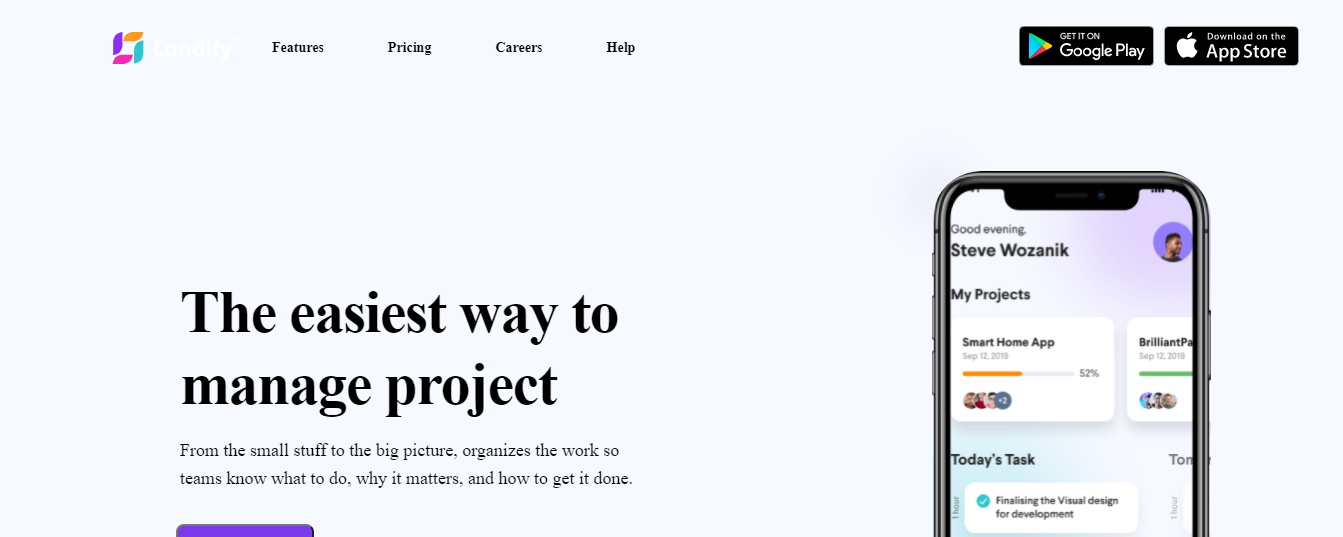 Landify
Features
Pricing
Careers
Help
GET IT ON
Google Play
Download on the
App Store
Good evening,
Steve Wozanik
My Projects
Smart Home App
Sep 12, 2019
52%
+2
BrilliantPa
Sep 12, 2019
The easiest way to
manage project
From the small stuff to the big picture, organizes the work so
teams know what to do, why it matters, and how to get it done.
Today's Task
Tom
1 hour
Finalising the Visual design
for development
1 hour